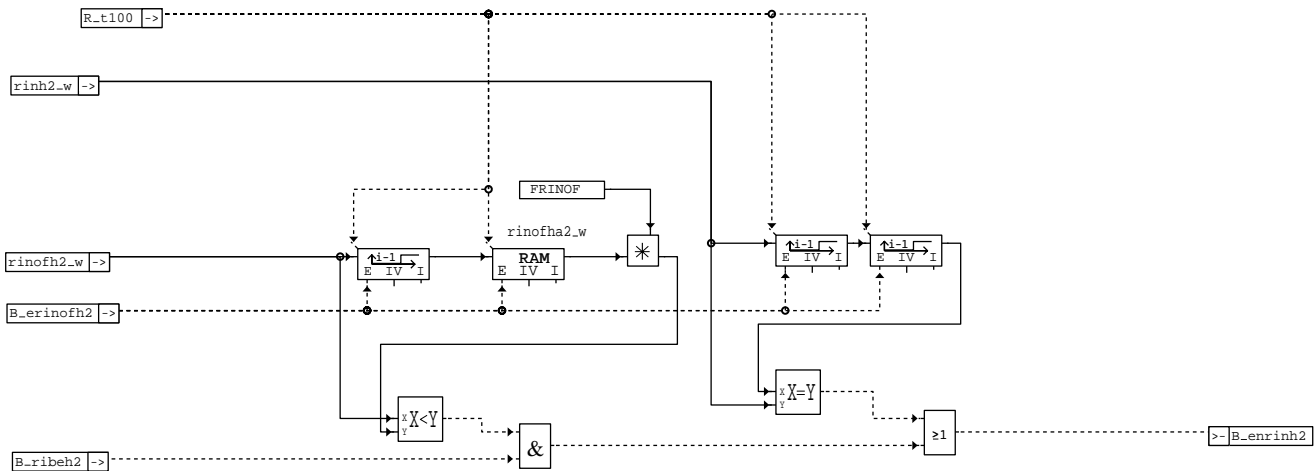 R_t100 ->
rinh2_w ->
FRINOF
rinofha2_w
i-1
i-1
i-1
RAM
*
rinofh2_w ->
E IV I
E IV I
E IV I
E IV I
B_erinofh2 ->
X
Y
X=Y
X
Y
X<Y
&
≥1
>- B_enrinh2
B_ribeh2 ->